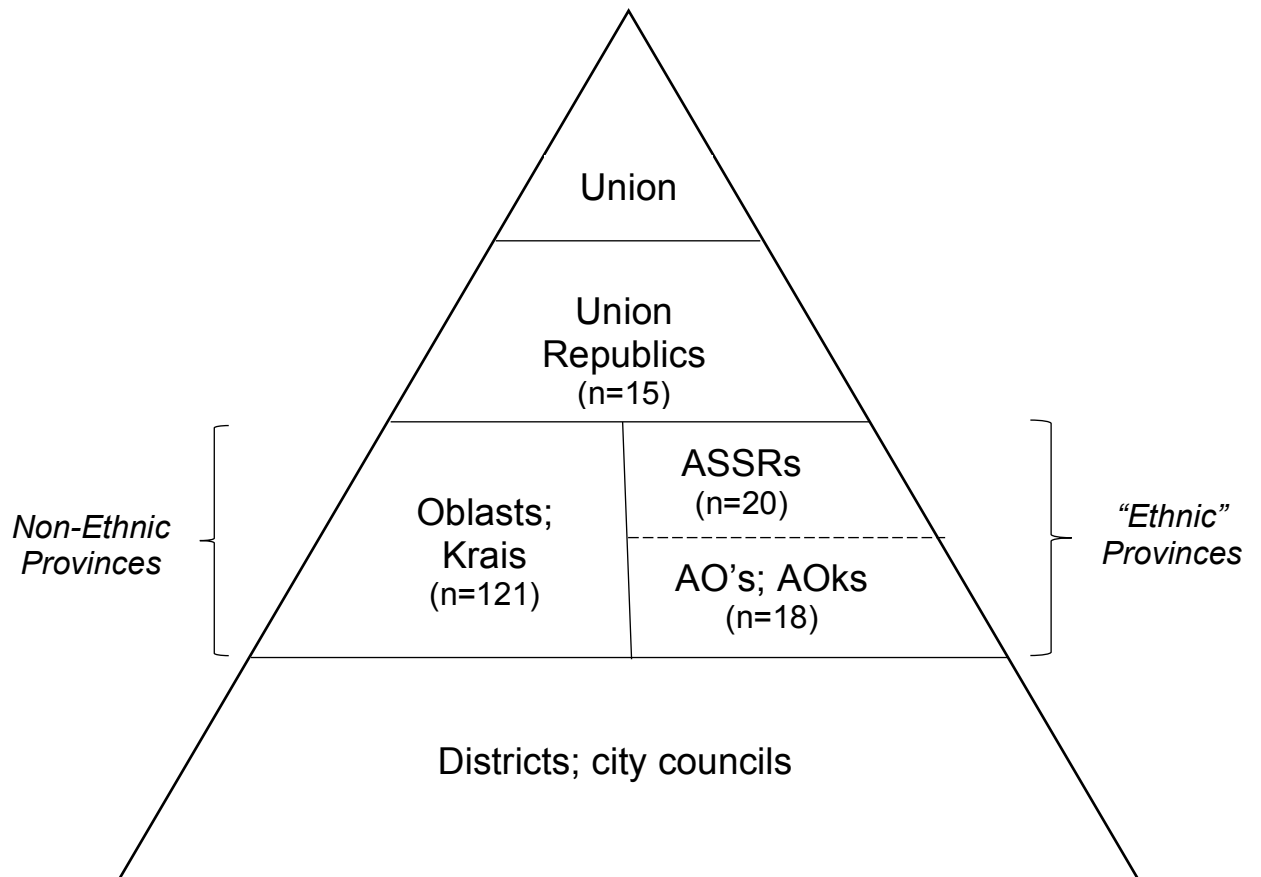 Union
Union
Republics
(n=15)
Non-Ethnic
Provinces
Oblasts;
Krais
(n=121)
ASSRs
(n=20)
AO’s; AOks
(n=18)
“Ethnic”
Provinces
Districts; city councils